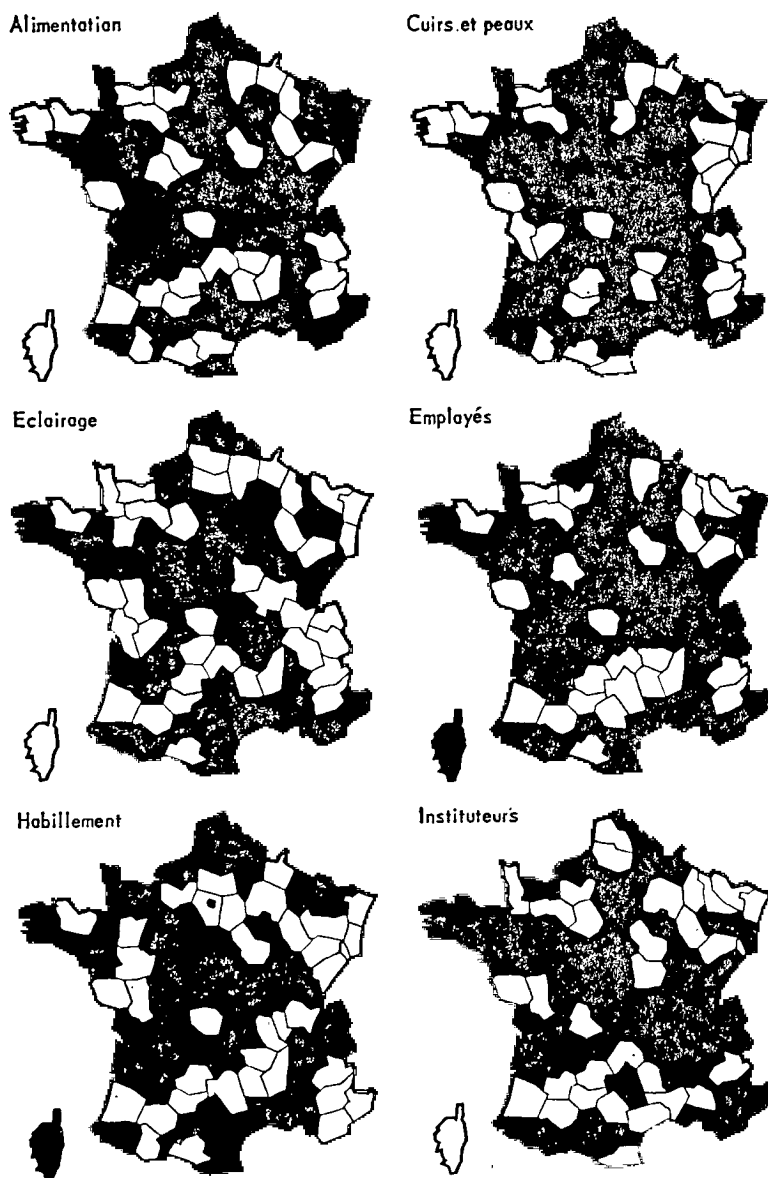 Alimentation
Cuirs.et peaux
Eclairage
Employés
Habillement
Instituteurs